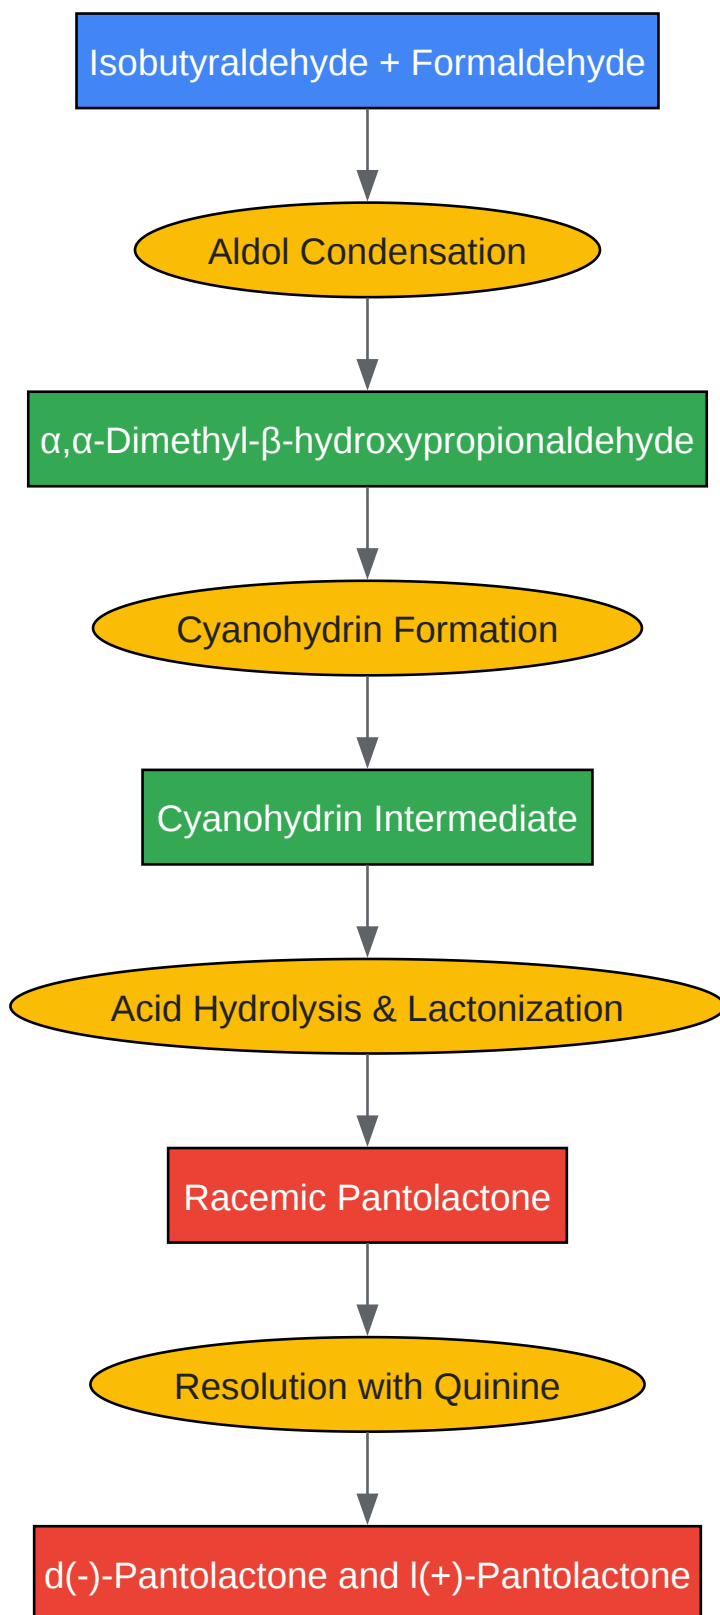 Isobutyraldehyde + Formaldehyde
Aldol Condensation
α,α-Dimethyl-β-hydroxypropionaldehyde
Cyanohydrin Formation
Cyanohydrin Intermediate
Acid Hydrolysis & Lactonization
Racemic Pantolactone
Resolution with Quinine
d(-)-Pantolactone and l(+)-Pantolactone